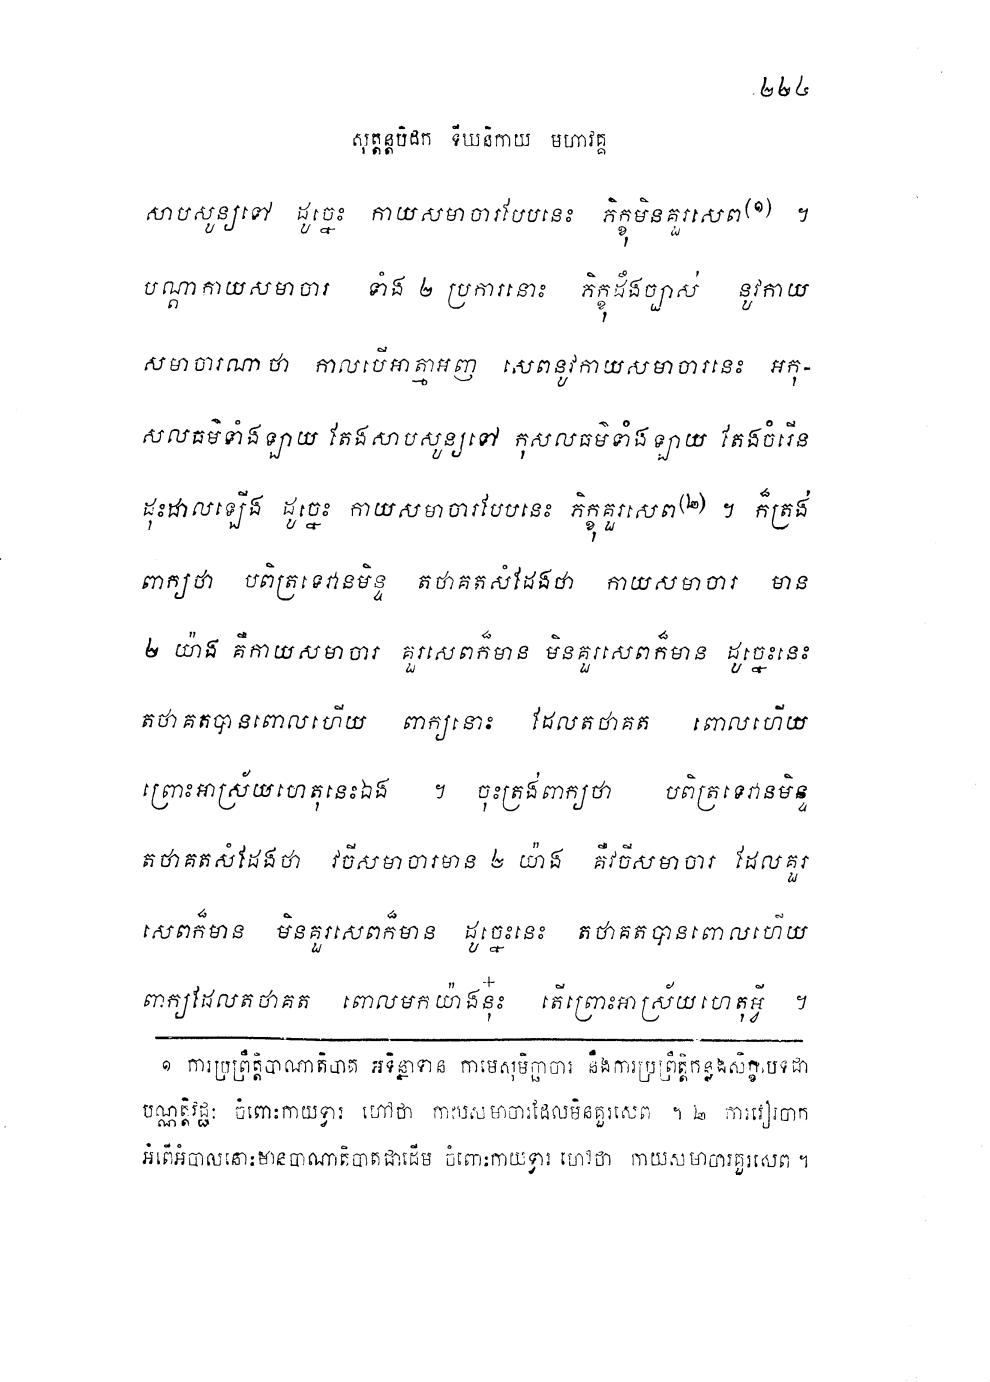 ២២៤
សុត្តន្តបិដក ទីឃនិកាយ មហាវគ្គ
សាបសូន្យទៅ ដូច្នេះ កាយសមាចារបែបនេះ ភិក្ខុមិនគួរសេព(១) ។
បណ្តាកាយសមាចារ ទាំង ២ ប្រការនោះ ភិក្ខុដឹងច្បាស់ នូវកាយ
សមាចារណាថា កាលបើអាត្មាអញ សេពនូវកាយសមាចារនេះ អកុ-
សលធម៌ទាំងឡាយ តែងសាបសូន្យទៅ កុសលធម៌ទាំងឡាយ តែងចំរើន
ដុះដាលឡើង ដូច្នេះ កាយសមាចារបែបនេះ ភិក្ខុគួរសេព(២) ។ ក៏ត្រង់
ពាក្យថា បពិត្រទេវានមិន្ទ តថាគតសំដែងថា កាយសមាចារ មាន
២ យ៉ាង គឺកាយសមាចារ គួរសេពក៏មាន មិនគួរសេពក៏មាន ដូច្នេះនេះ
តថាគតបានពោលហើយ ពាក្យនោះ ដែលតថាគត ពោលហើយ
ព្រោះអាស្រ័យហេតុនេះឯង ។ ចុះត្រង់ពាក្យថា បពិត្រទេវានមិន្ទ
តថាគតសំដែងថា វចីសមាចារមាន ២ យ៉ាង គឺវចីសមាចារ ដែលគួរ
សេពក៏មាន មិនគួរសេពក៏មាន ដូច្នេះនេះ តថាគតបានពោលហើយ
ពាក្យដែលតថាគត ពោលមកយ៉ាងនុ៎ះ តើព្រោះអាស្រ័យហេតុអ្វី ។
១ ការប្រព្រឹត្តិបាណាតិបាត អទិន្នាទាន កាមេសុមិច្ឆាចារ នឹងការប្រព្រឹត្តិកន្លងសិក្ខាបទជា
បណ្ណត្តិវជ្ជៈ ចំពោះកាយទ្វារ ហៅថា កាយសមាចារដែលមិនគួរសេព ។ ២ ការវៀរចាក
អំពើអំបាលនោះមានបាណាតិបាតជាដើម ចំពោះកាយទ្វារ ហៅថា កាយសមាចារគួរសេព ។